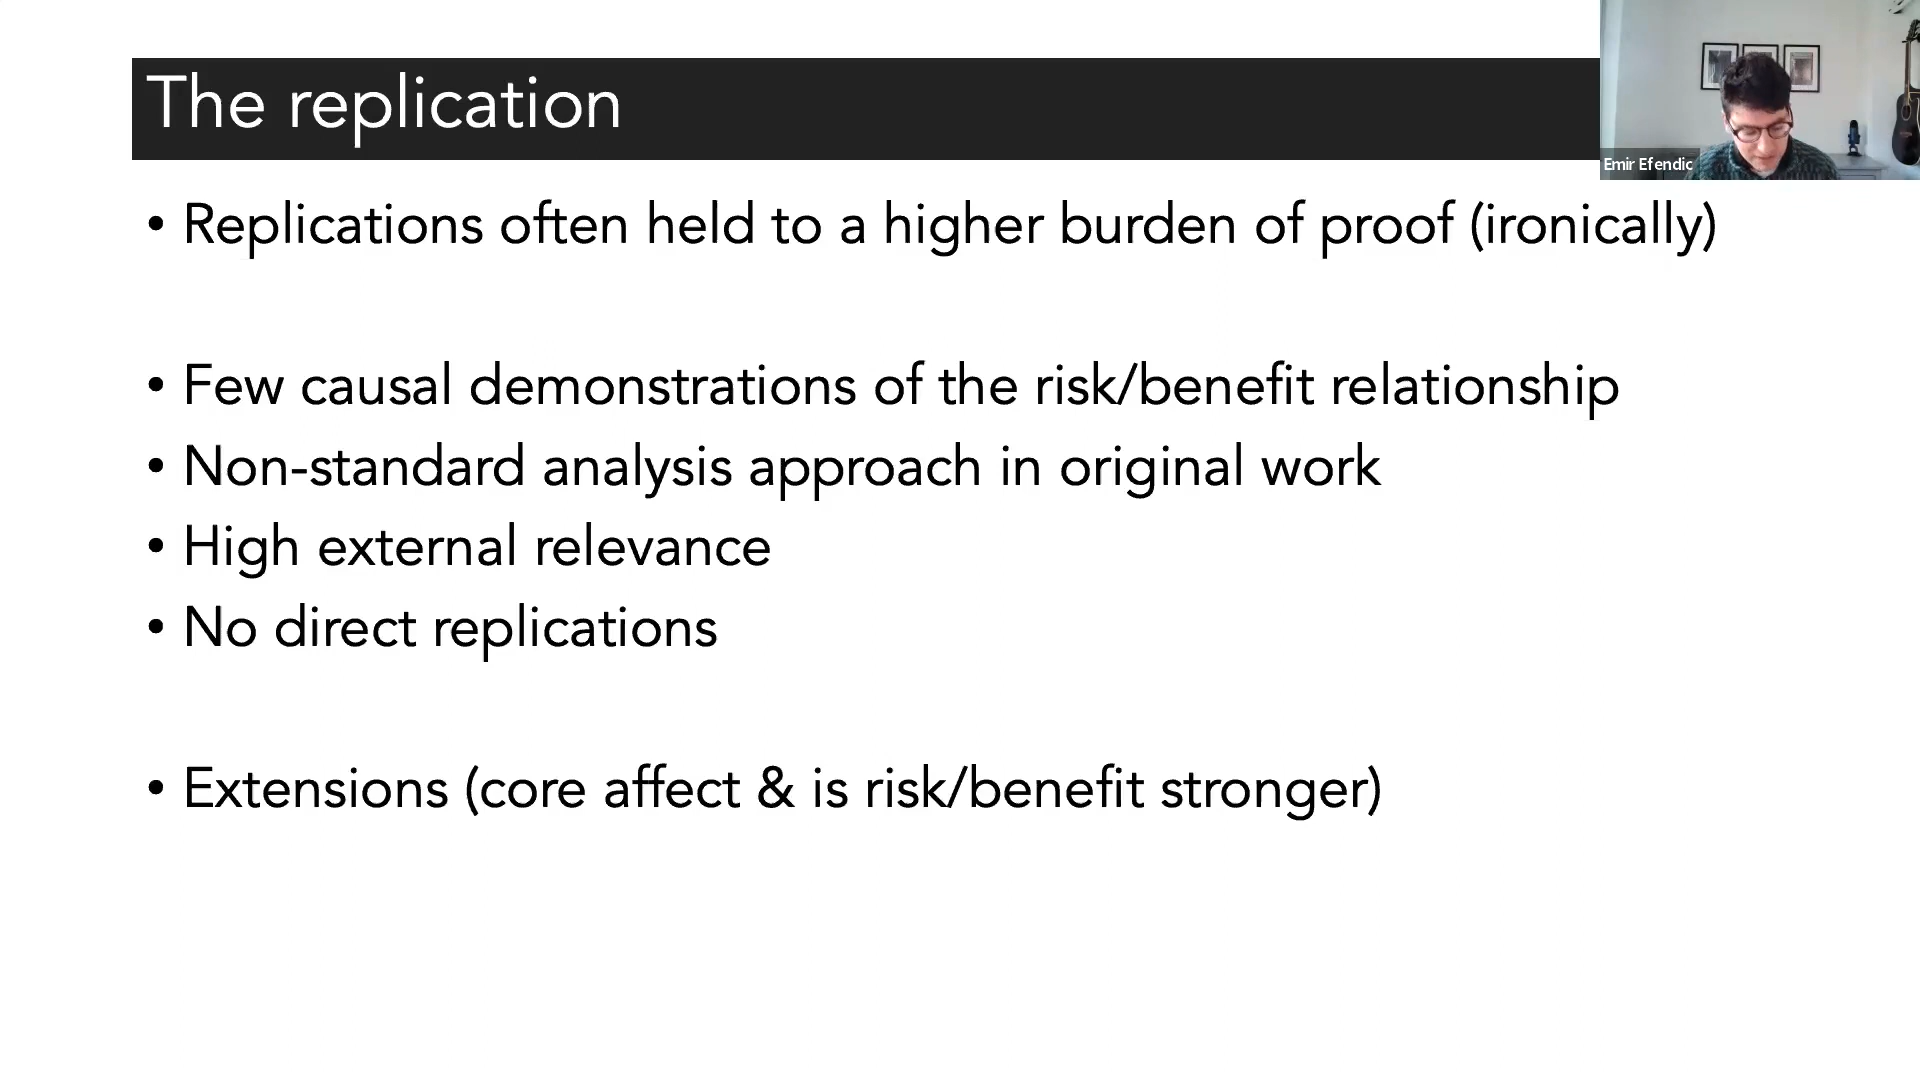 The replication
Emir Efendic
• Replications often held to a higher burden of proof (ironically)
• Few causal demonstrations of the risk/benefit relationship
• Non-standard analysis approach in original work
• High external relevance
• No direct replications
• Extensions (core affect & is risk/benefit stronger)